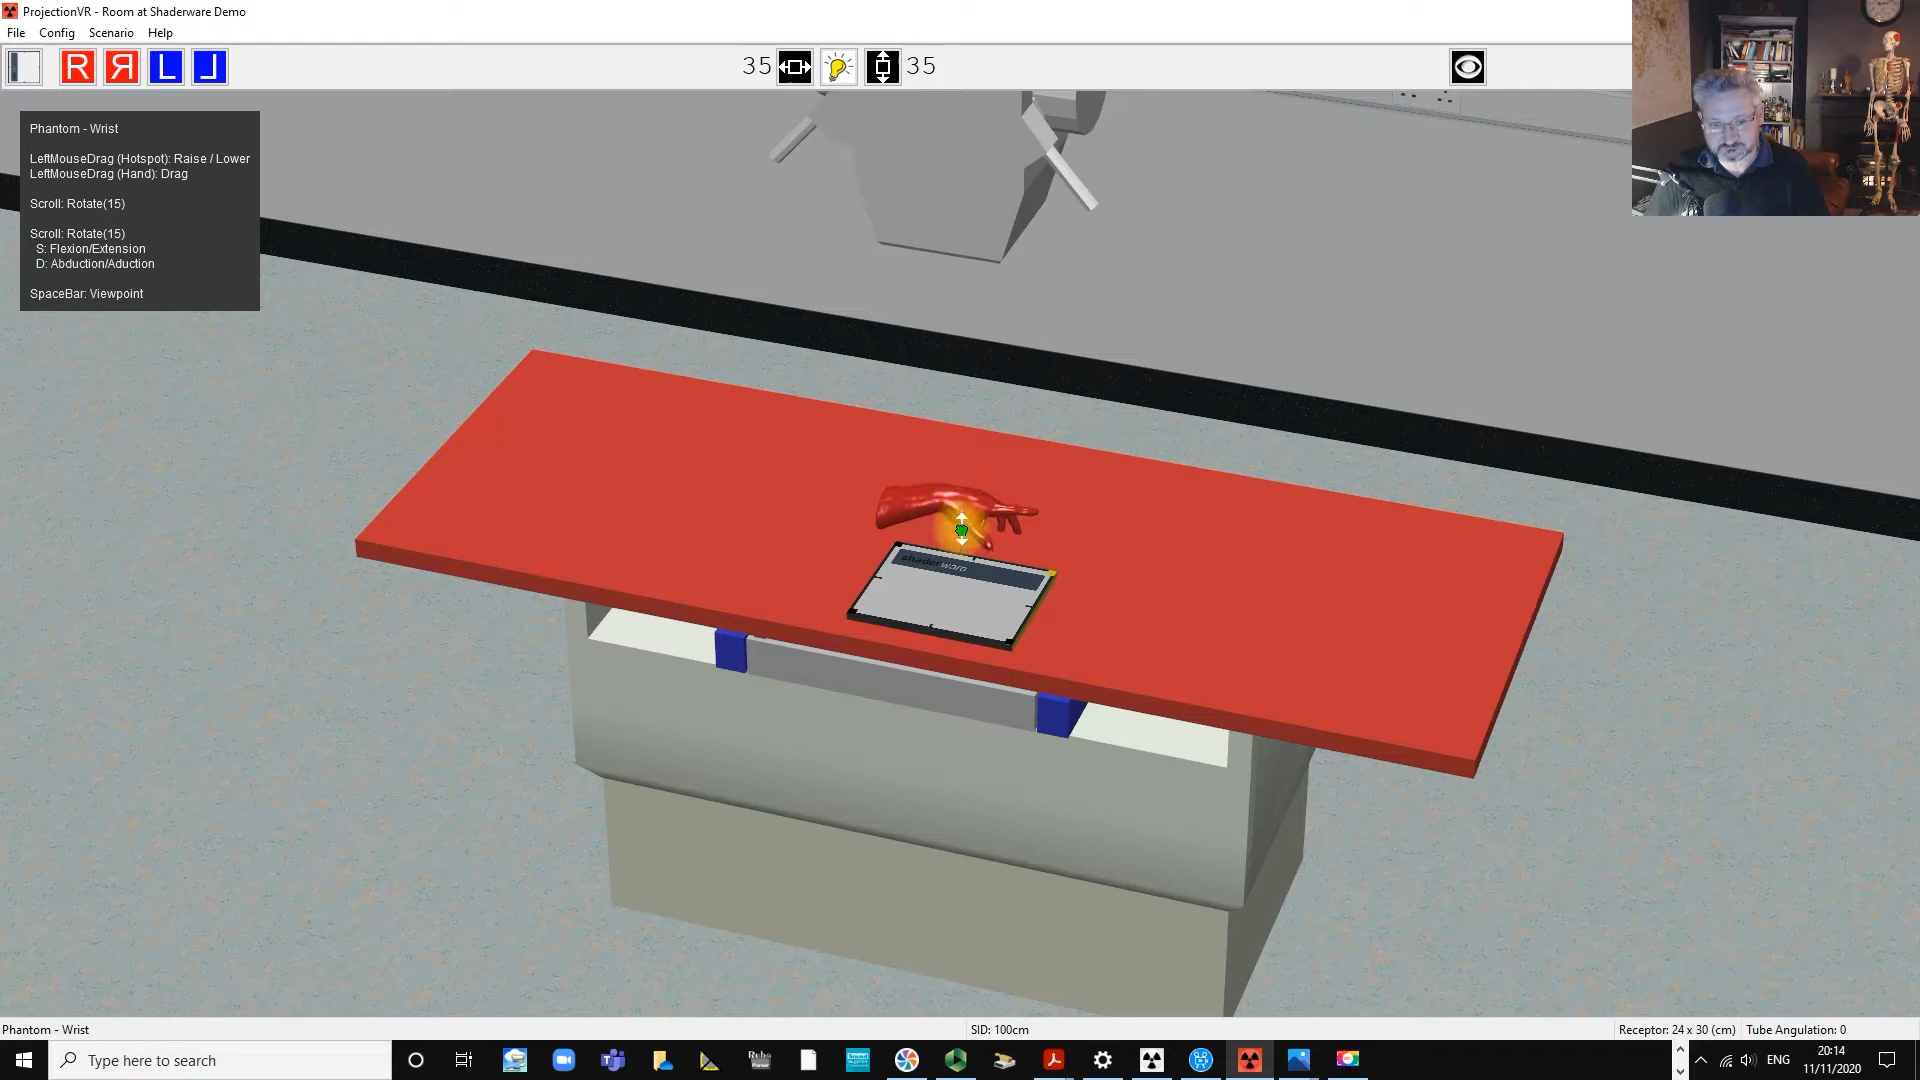 ProjectionVR - Room at Shaderware Demo
File Config Scenario Help
R R L L 35 35
Phantom - Wrist
LeftMouseDrag (Hotspot): Raise / Lower
LeftMouseDrag (Hand): Drag
Scroll: Rotate(15)
Scroll: Rotate(15)
S: Flexion/Extension
D: Abduction/Aduction
SpaceBar: Viewpoint
shaderware
Phantom - Wrist SID: 100cm Receptor: 24 x 30 (cm) Tube Angulation: 0
Type here to search ENG 20:14
11/11/2020